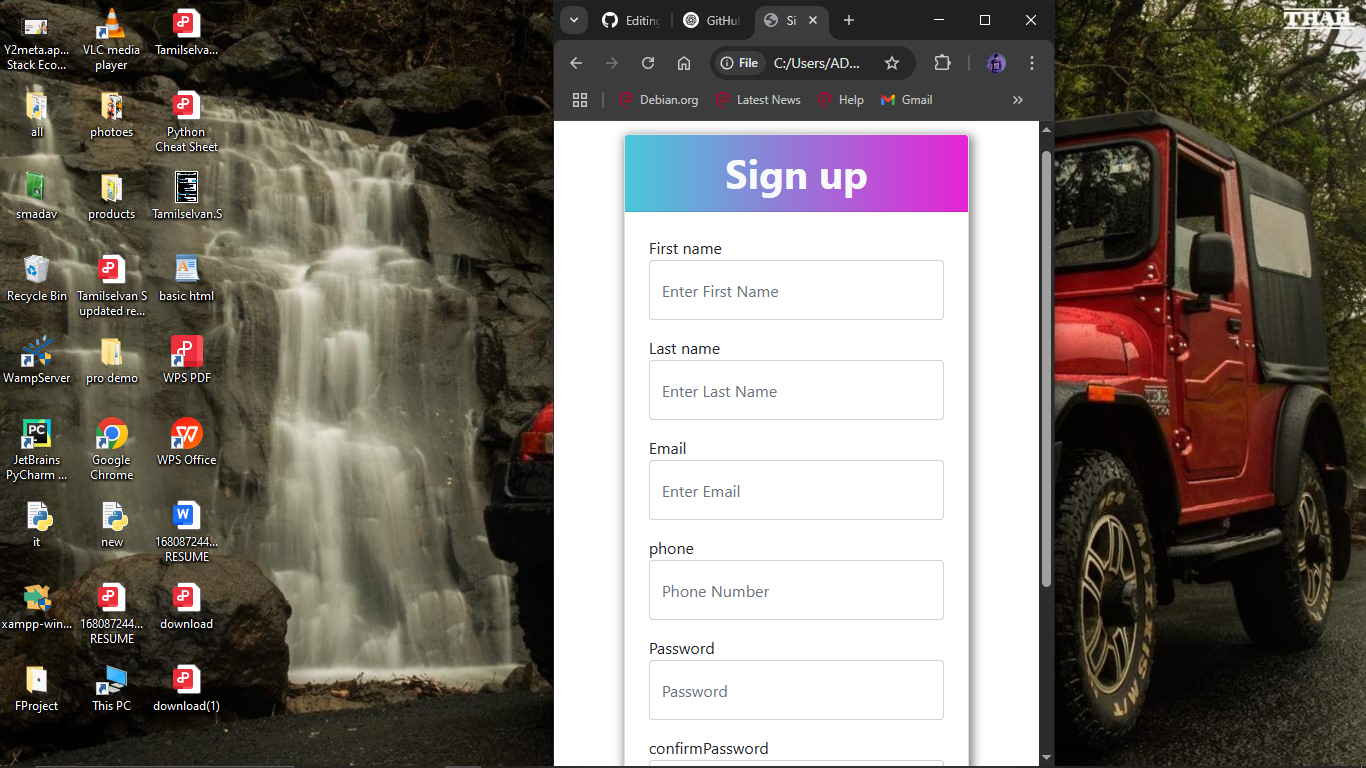 Y2meta.ap...
Stack Eco...
VLC media
player
Tamilselva...
all
photoes
Python
Cheat Sheet
smadav
products
Tamilselvan.S
Recycle Bin
Tamilselvan S
updated re...
basic html
WampServer
pro demo
WPS PDF
JetBrains
PyCharm ...
Google
Chrome
WPS Office
it
new
168087244...
RESUME
xampp-win...
168087244...
RESUME
download
FProject
This PC
download(1)
Editing
GitHub
Si
File
C:/Users/AD...
Debian.org
Latest News
Help
Gmail
Sign up
First name
Enter First Name
Last name
Enter Last Name
Email
Enter Email
phone
Phone Number
Password
Password
confirmPassword
THAR